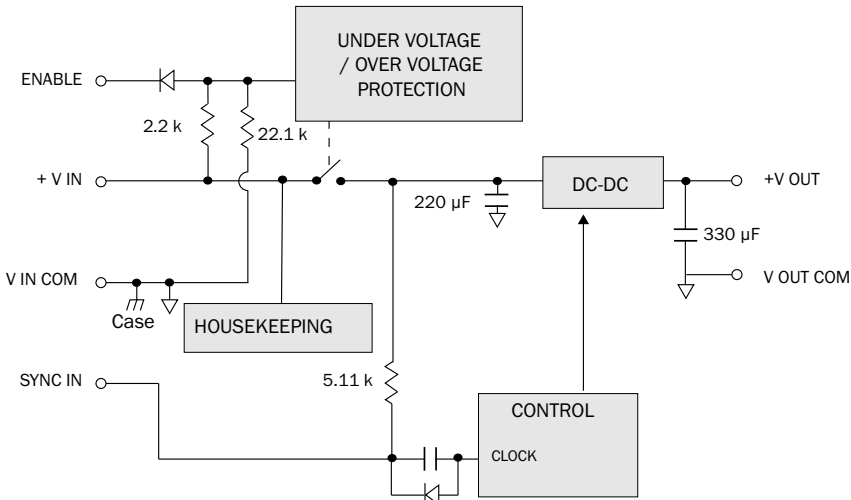 UNDER VOLTAGE
/ OVER VOLTAGE
PROTECTION
ENABLE
2.2 k
22.1 k
+ V IN
DC-DC
+V OUT
220 µF
330 µF
V IN COM
V OUT COM
Case
HOUSEKEEPING
SYNC IN
5.11 k
CONTROL
CLOCK